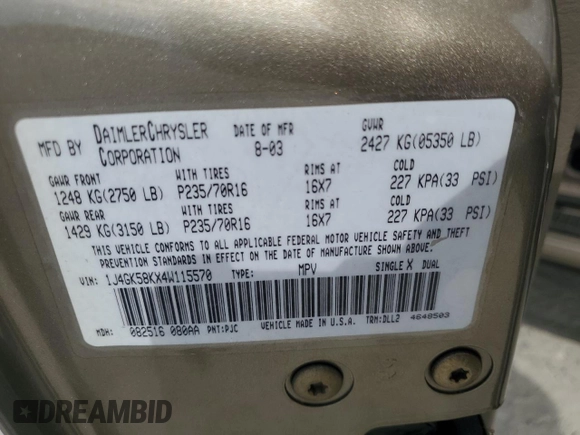 MFD BY DAIMLERCHRYSLER CORPORATION DATE OF MFR 8-03 GVWR 2427 KG(05350 LB)
GAWR FRONT WITH TIRES RIMS AT COLD
1248 KG(2750 LB) P235/70R16 16X7 227 KPA(33 PSI)
GAWR REAR WITH TIRES RIMS AT COLD
1429 KG(3150 LB) P235/70R16 16X7 227 KPA(33 PSI)
THIS VEHICLE CONFORMS TO ALL APPLICABLE FEDERAL MOTOR VEHICLE SAFETY AND THEFT
PREVENTION STANDARDS IN EFFECT ON THE DATE OF MANUFACTURE SHOWN ABOVE.
VIN: 1J4GK58KX4W115570 TYPE: MPV SINGLE X DUAL
MDH: 082516 080AA PNT:PJC VEHICLE MADE IN U.S.A. TRM:DLL2 4648503
DREAMBID